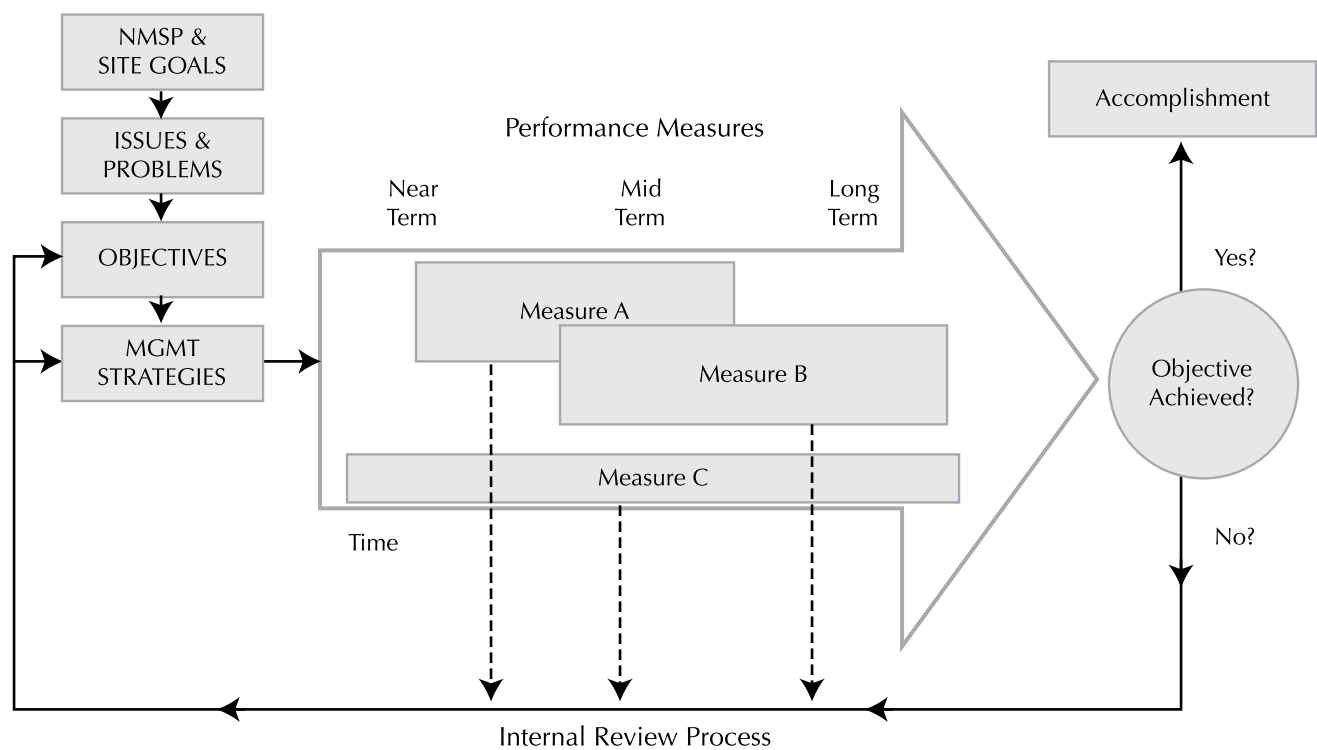 NMSP &
SITE GOALS
ISSUES &
PROBLEMS
OBJECTIVES
MGMT
STRATEGIES
Performance Measures
Near
Term
Mid
Term
Long
Term
Measure A
Measure B
Measure C
Time
Accomplishment
Yes?
Objective
Achieved?
No?
Internal Review Process